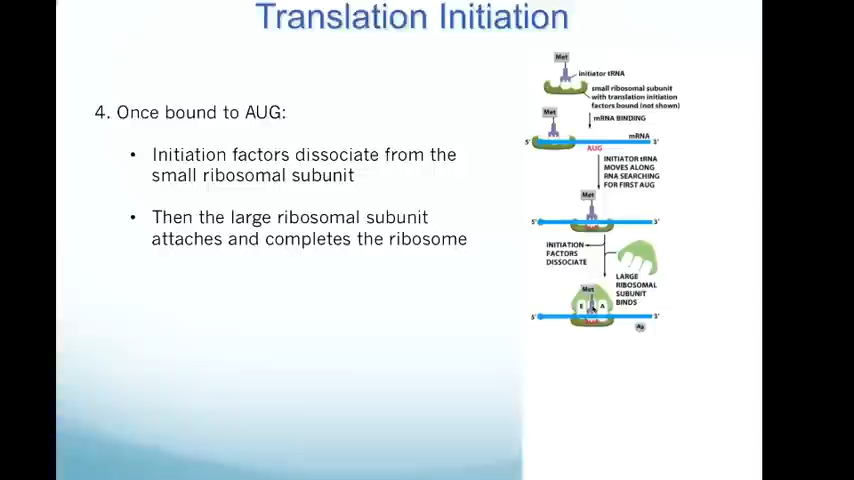 Translation Initiation
4. Once bound to AUG:
• Initiation factors dissociate from the
small ribosomal subunit
• Then the large ribosomal subunit
attaches and completes the ribosome
Met
initiator tRNA
small ribosomal subunit
with translation initiation
factors bound (not shown)
Met
mRNA BINDING
mRNA
5'
3'
AUG
INITIATOR tRNA
MOVES ALONG
RNA SEARCHING
FOR FIRST AUG
Met
5'
3'
INITIATION
FACTORS
DISSOCIATE
LARGE
RIBOSOMAL
SUBUNIT
BINDS
Met
E
A
5'
3'